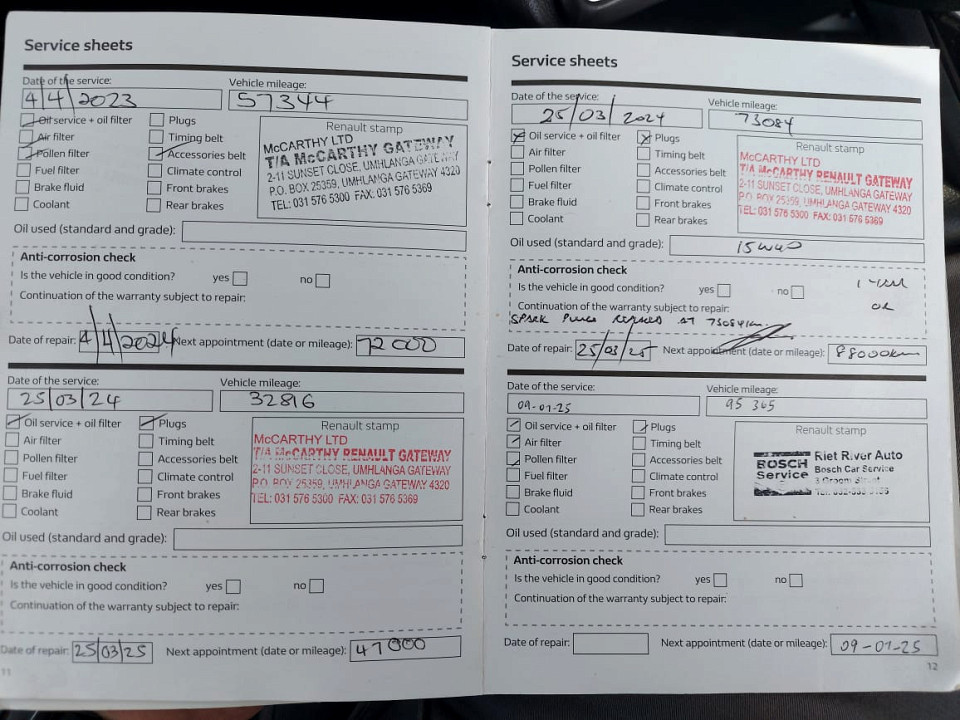 Service sheets
Date of the service:
Vehicle mileage:
4/4/2023
57344
Oil service + oil filter
Plugs
Air filter
Timing belt
Pollen filter
Accessories belt
Fuel filter
Climate control
Brake fluid
Front brakes
Coolant
Rear brakes
Renault stamp
McCARTHY LTD
T/A McCARTHY GATEWAY
2-11 SUNSET CLOSE, UMHLANGA GATEWAY
P.O. BOX 25359, UMHLANGA GATEWAY 4320
TEL: 031 576 5300 FAX: 031 576 5369
Oil used (standard and grade):
Anti-corrosion check
Is the vehicle in good condition? yes no
Continuation of the warranty subject to repair:
Date of repair: 4/4/2024 Next appointment (date or mileage): 72000
Date of the service:
Vehicle mileage:
25/03/24
32816
Oil service + oil filter
Plugs
Air filter
Timing belt
Pollen filter
Accessories belt
Fuel filter
Climate control
Brake fluid
Front brakes
Coolant
Rear brakes
Renault stamp
McCARTHY LTD
T/A McCARTHY RENAULT GATEWAY
2-11 SUNSET CLOSE, UMHLANGA GATEWAY
P.O. BOX 25359, UMHLANGA GATEWAY 4320
TEL: 031 576 5300 FAX: 031 576 5369
Oil used (standard and grade):
Anti-corrosion check
Is the vehicle in good condition? yes no
Continuation of the warranty subject to repair:
Date of repair: 25/03/25 Next appointment (date or mileage): 47000
11
Service sheets
Date of the service:
Vehicle mileage:
25/03/2024
73084
Oil service + oil filter
Plugs
Air filter
Timing belt
Pollen filter
Accessories belt
Fuel filter
Climate control
Brake fluid
Front brakes
Coolant
Rear brakes
Renault stamp
McCARTHY LTD
T/A McCARTHY RENAULT GATEWAY
2-11 SUNSET CLOSE, UMHLANGA GATEWAY
P.O. BOX 25359, UMHLANGA GATEWAY 4320
TEL: 031 576 5300 FAX: 031 576 5369
Oil used (standard and grade): 15W40
Anti-corrosion check
Is the vehicle in good condition? yes no
OR
Continuation of the warranty subject to repair:
SPARK PLUGS AT 73084km
Date of repair: 25/03/25 Next appointment (date or mileage): 88000km
Date of the service:
Vehicle mileage:
09-01-25
95 365
Oil service + oil filter
Plugs
Air filter
Timing belt
Pollen filter
Accessories belt
Fuel filter
Climate control
Brake fluid
Front brakes
Coolant
Rear brakes
Renault stamp
BOSCH Service
Riet River Auto
Bosch Car Service
Oil used (standard and grade):
Anti-corrosion check
Is the vehicle in good condition? yes no
Continuation of the warranty subject to repair:
Date of repair: Next appointment (date or mileage): 09-01-25
12